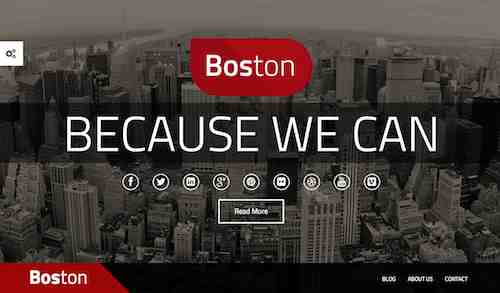 Boston
BECAUSE WE CAN
Read More
Boston
BLOG ABOUT US CONTACT